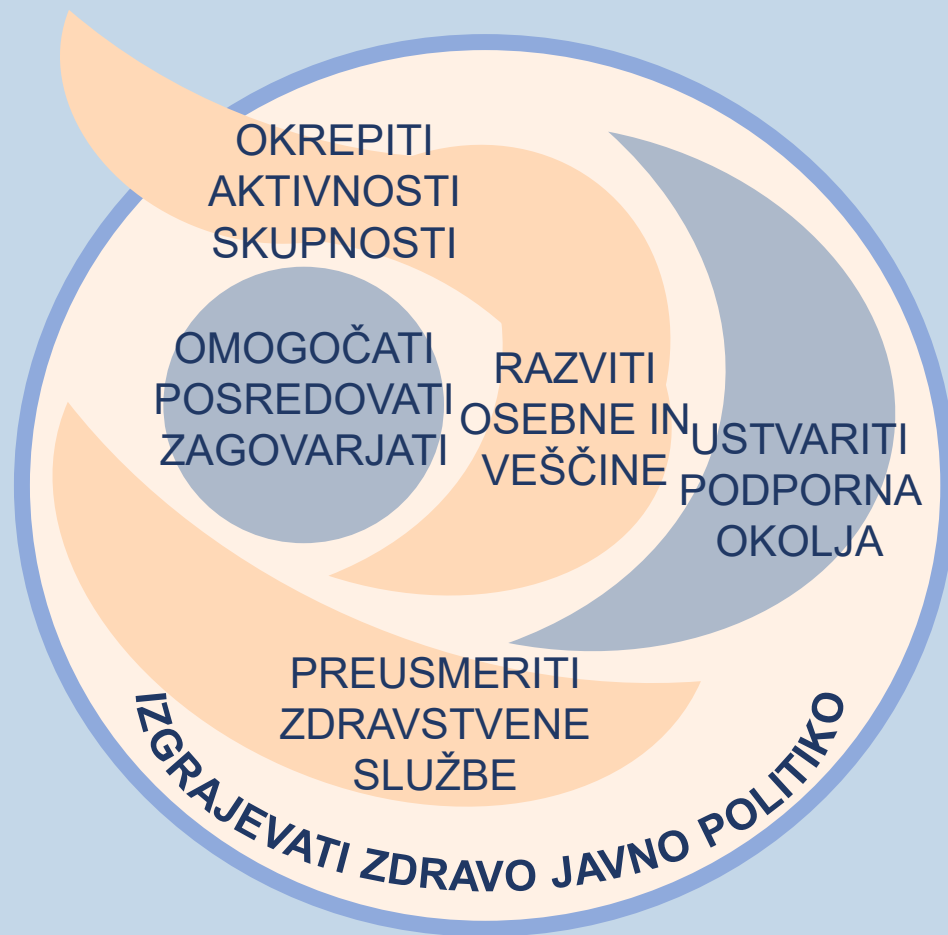 OKREPITI
AKTIVNOSTI
SKUPNOSTI
OMOGOČATI
POSREDOVATI
ZAGOVARJATI
RAZVITI
OSEBNE IN
VEŠČINE
USTVARITI
PODPORNA
OKOLJA
PREUSMERITI
ZDRAVSTVENE
SLUŽBE
IZGRAJEVATI ZDRAVO JAVNO POLITIKO